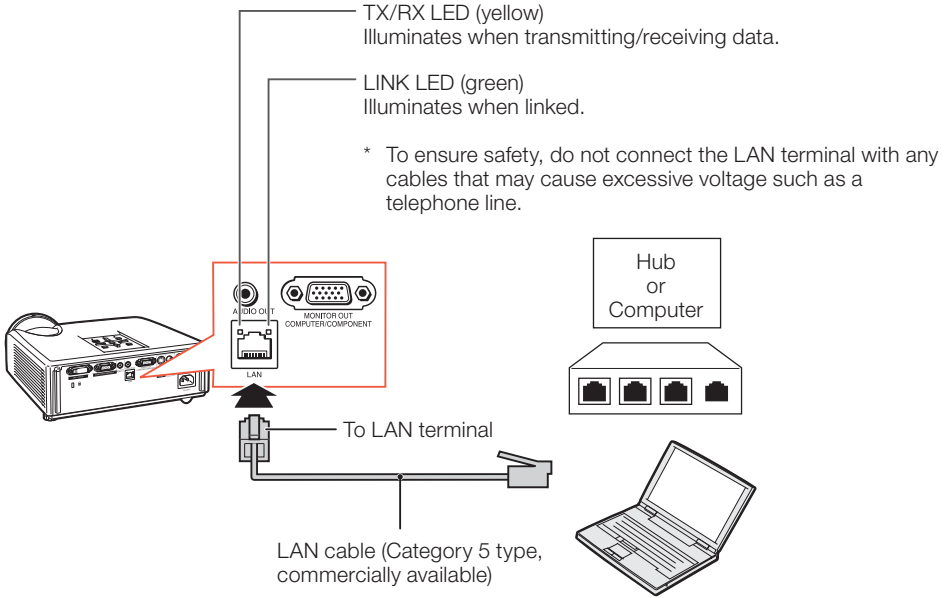 TX/RX LED (yellow)
Illuminates when transmitting/receiving data.
LINK LED (green)
Illuminates when linked.
* To ensure safety, do not connect the LAN terminal with any
cables that may cause excessive voltage such as a
telephone line.
Hub
or
Computer
AUDIO OUT
MONITOR OUT
COMPUTER/COMPONENT
LAN
To LAN terminal
LAN cable (Category 5 type,
commercially available)